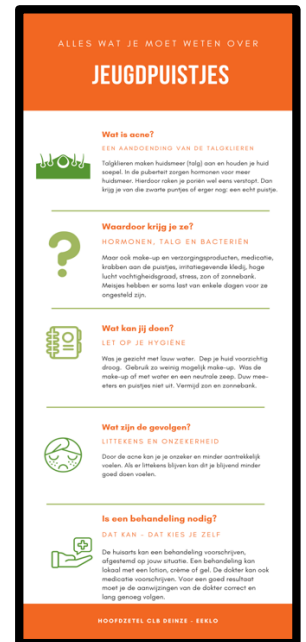 ALLES WAT JE MOET WETEN OVER
JEUGDPUISTJES
Wat is acne?
EEN AANDOENDING VAN DE TALGKLIEREN
Talgklieren maken huidsmeer (talg) aan en houden je huid
soepel. In de puberteit zorgen hormonen voor meer
huidsmeer. Hierdoor raken je poriën wel eens verstopt. Dan
krijg je van die zwarte puntjes of erger nog: een echt puistje.
Waardoor krijg je ze?
HORMONEN, TALG EN BACTERIËN
Maar ook make-up en verzorgingsproducten, medicatie,
krabben aan de puistjes, irritatiegevende kledij, hoge
lucht vochtigheidsgraad, stress, zon of zonnebank.
Meisjes hebben er soms last van enkele dagen voor ze
ongesteld zijn.
Wat kan jij doen?
LET OP JE HYGIËNE
Was je gezicht met lauw water. Dep je huid voorzichtig
droog. Gebruik zo weinig mogelijk make-up. Was de
make-up af met water en een neutrale zeep. Duw mee-
eters en puistjes niet uit. Vermijd zon en zonnebank.
Wat zijn de gevolgen?
LITTEKENS EN ONZEKERHEID
Door de acne kan je je onzeker en minder aantrekkelijk
voelen. Als er littekens blijven kan dit je blijvend minder
goed doen voelen.
Is een behandeling nodig?
DAT KAN - DAT KIES JE ZELF
De huisarts kan een behandeling voorschrijven,
afgestemd op jouw situatie. Een behandeling kan
lokaal met een lotion, crème of gel. De dokter kan ook
medicatie voorschrijven. Voor een goed resultaat
moet je de aanwijzingen van de dokter correct en
lang genoeg volgen.
HOOFDZETEL CLB DEINZE - EEKLO